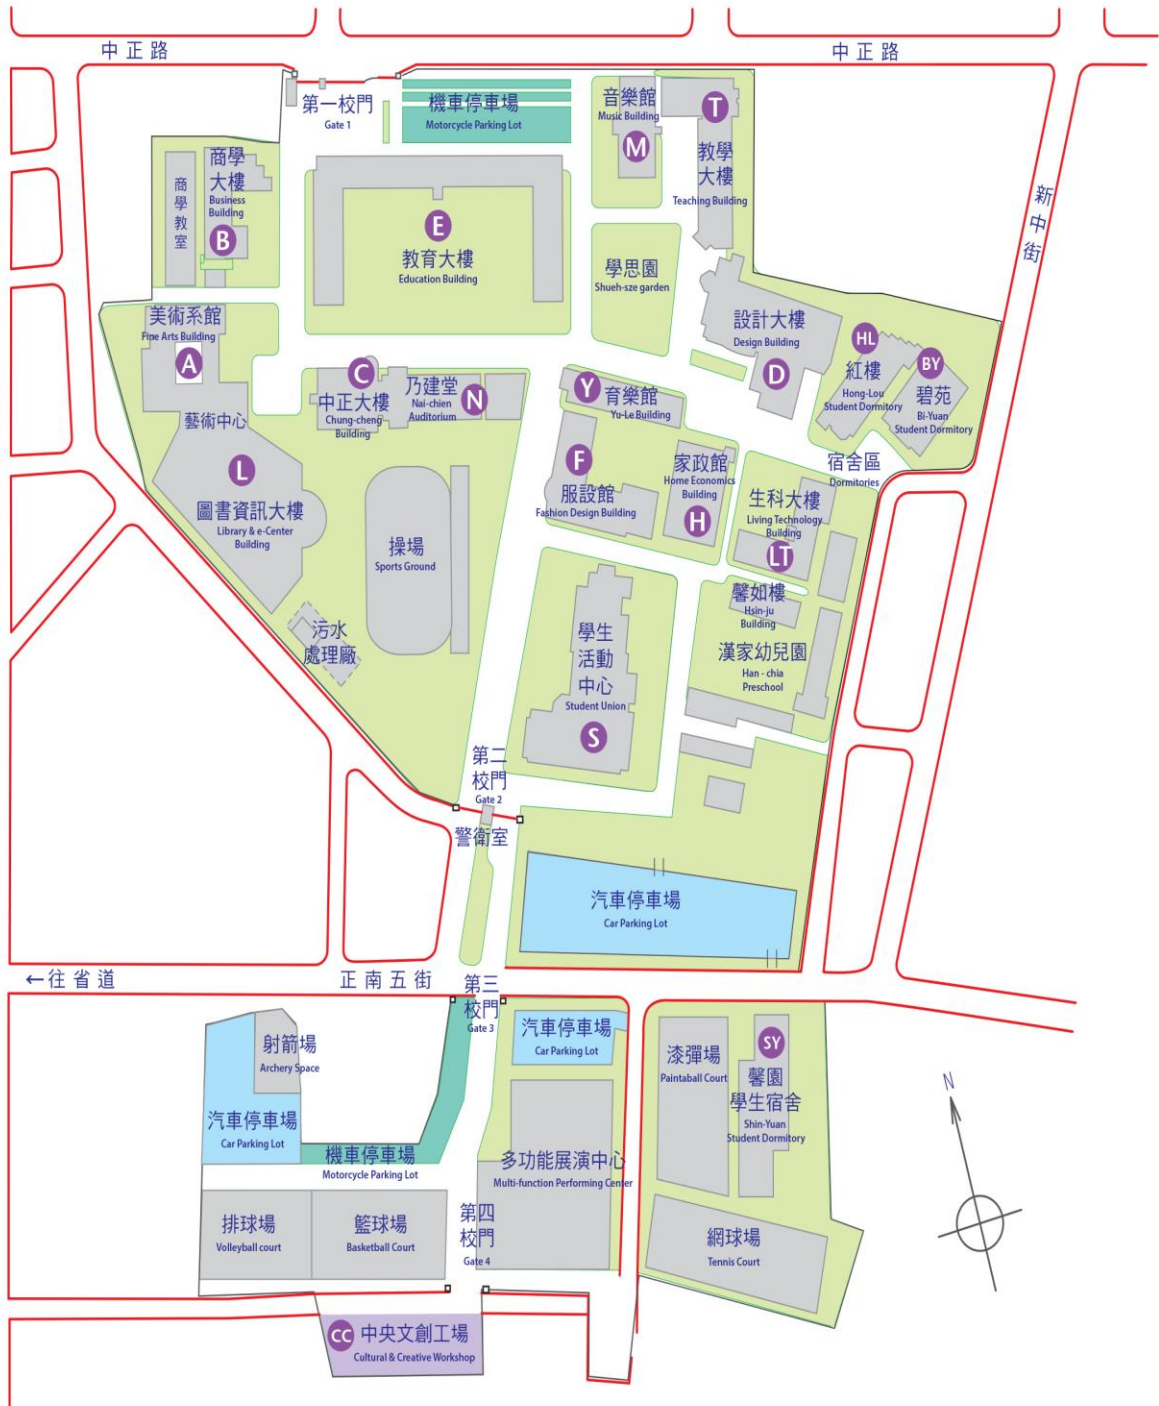 中正路
中正路
第一校門
Gate 1
機車停車場
Motorcycle Parking Lot
音樂館
Music Building
M
T
教學
大樓
Teaching Building
新中街
商學教室
商學
大樓
Business
Building
B
E
教育大樓
Education Building
學思園
Shueh-sze garden
美術系館
Fine Arts Building
A
設計大樓
Design Building
D
HL
紅樓
Hong-Lou
Student Dormitory
BY
碧苑
Bi-Yuan
Student Dormitory
C
中正大樓
Chung-cheng
Building
乃建堂
Nai-chien
Auditorium
N
Y
育樂館
Yu-Le Building
藝術中心
L
圖書資訊大樓
Library & e-Center
Building
F
服設館
Fashion Design Building
家政館
Home Economics
Building
H
宿舍區
Dormitories
生科大樓
Living Technology
Building
LT
操場
Sports Ground
馨如樓
Hsin-ju
Building
污水
處理廠
學生
活動
中心
Student Union
S
漢家幼兒園
Han - chia
Preschool
第二
校門
Gate 2
警衛室
汽車停車場
Car Parking Lot
←往省道
正南五街
第三
校門
Gate 3
汽車停車場
Car Parking Lot
射箭場
Archery Space
汽車停車場
Car Parking Lot
機車停車場
Motorcycle Parking Lot
漆彈場
Paintaball Court
SY
馨園
學生宿舍
Shin-Yuan
Student Dormitory
N
多功能展演中心
Multi-function Performing Center
排球場
Volleyball court
籃球場
Basketball Court
第四
校門
Gate 4
網球場
Tennis Court
CC
中央文創工場
Cultural & Creative Workshop